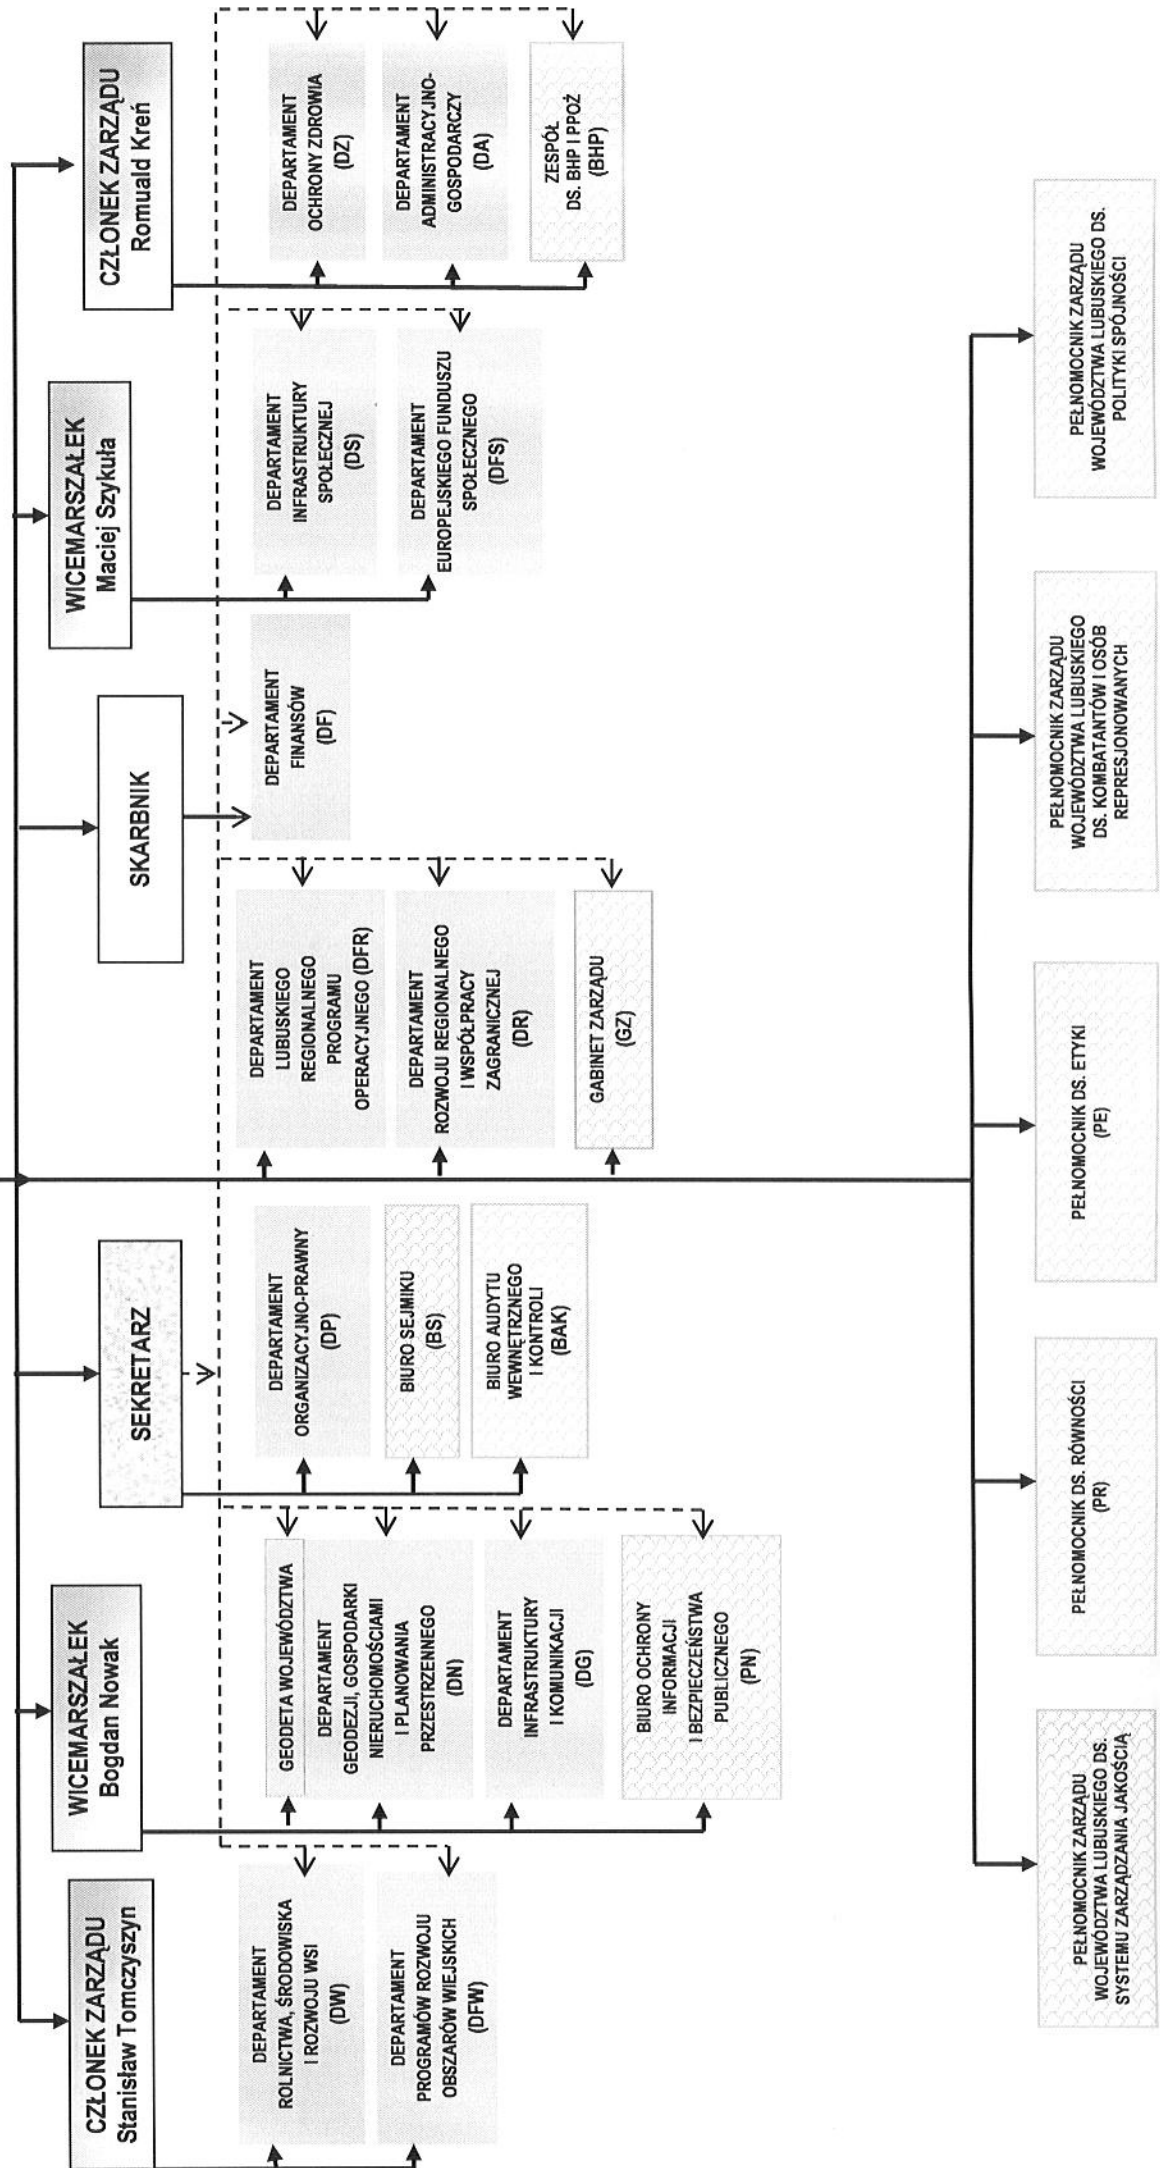 CZŁONEK ZARZĄDU
Stanisław Tomczyszyn
WICEMARSZAŁEK
Bogdan Nowak
SEKRETARZ
SKARBNIK
WICEMARSZAŁEK
Maciej Szykuła
CZŁONEK ZARZĄDU
Romuald Kreń
DEPARTAMENT
ROLNICTWA, ŚRODOWISKA
I ROZWOJU WSI
(DW)
DEPARTAMENT
PROGRAMÓW ROZWOJU
OBSZARÓW WIEJSKICH
(DFW)
GEODETA WOJEWÓDZTWA
DEPARTAMENT
GEODEZJI, GOSPODARKI
NIERUCHOMOŚCIAMI
I PLANOWANIA
PRZESTRZENNEGO
(DN)
DEPARTAMENT
INFRASTRUKTURY
I KOMUNIKACJI
(DG)
BIURO OCHRONY
INFORMACJI
I BEZPIECZEŃSTWA
PUBLICZNEGO
(PN)
DEPARTAMENT
ORGANIZACYJNO-PRAWNY
(DP)
BIURO SEJMIKU
(BS)
BIURO AUDYTU
WEWNĘTRZNEGO
I KONTROLI
(BAK)
DEPARTAMENT
LUBUSKIEGO
REGIONALNEGO
PROGRAMU
OPERACYJNEGO (DFR)
DEPARTAMENT
ROZWOJU REGIONALNEGO
I WSPÓŁPRACY
ZAGRANICZNEJ
(DR)
GABINET ZARZĄDU
(GZ)
DEPARTAMENT
FINANSÓW
(DF)
DEPARTAMENT
INFRASTRUKTURY
SPOŁECZNEJ
(DS)
DEPARTAMENT
EUROPEJSKIEGO FUNDUSZU
SPOŁECZNEGO
(DFS)
DEPARTAMENT
OCHRONY ZDROWIA
(DZ)
DEPARTAMENT
ADMINISTRACYJNO-
GOSPODARCZY
(DA)
ZESPÓŁ
DS. BHP I PPOŻ
(BHP)
PEŁNOMOCNIK ZARZĄDU
WOJEWÓDZTWA LUBUSKIEGO DS.
SYSTEMU ZARZĄDZANIA JAKOŚCIĄ
PEŁNOMOCNIK DS. RÓWNOŚCI
(PR)
PEŁNOMOCNIK DS. ETYKI
(PE)
PEŁNOMOCNIK ZARZĄDU
WOJEWÓDZTWA LUBUSKIEGO
DS. KOMBATANTÓW I OSÓB
REPRESJONOWANYCH
PEŁNOMOCNIK ZARZĄDU
WOJEWÓDZTWA LUBUSKIEGO DS.
POLITYKI SPÓJNOŚCI